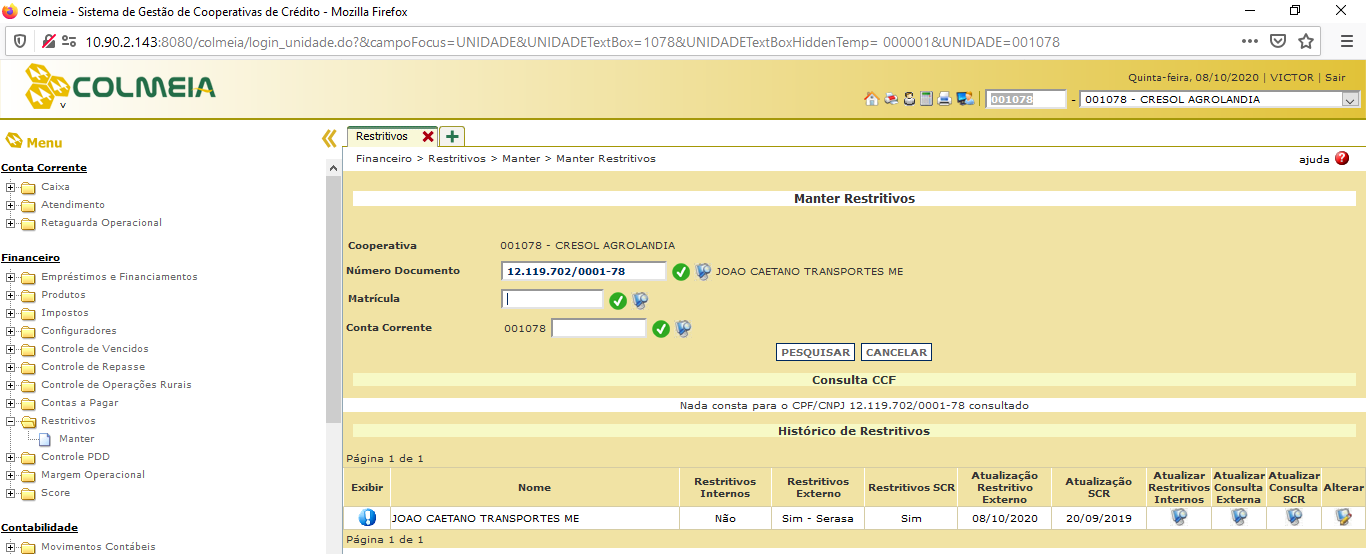 Colmeia - Sistema de Gestão de Cooperativas de Crédito - Mozilla Firefox
10.90.2.143:8080/colmeia/login_unidade.do?&campoFocus=UNIDADE&UNIDADETextBox=1078&UNIDADETextBoxHiddenTemp= 000001&UNIDADE=001078
COLMEIA
v
Quinta-feira, 08/10/2020 | VICTOR | Sair
001078 - 001078 - CRESOL AGROLANDIA
Menu
Conta Corrente
Caixa
Atendimento
Retaguarda Operacional
Financeiro
Empréstimos e Financiamentos
Produtos
Impostos
Configuradores
Controle de Vencidos
Controle de Repasse
Controle de Operações Rurais
Contas a Pagar
Restritivos
Manter
Controle PDD
Margem Operacional
Score
Contabilidade
Movimentos Contábeis
Restritivos
Financeiro > Restritivos > Manter > Manter Restritivos
ajuda ?
Manter Restritivos
Cooperativa 001078 - CRESOL AGROLANDIA
Número Documento 12.119.702/0001-78 JOAO CAETANO TRANSPORTES ME
Matrícula
Conta Corrente 001078
PESQUISAR CANCELAR
Consulta CCF
Nada consta para o CPF/CNPJ 12.119.702/0001-78 consultado
Histórico de Restritivos
Página 1 de 1
Exibir Nome Restritivos Internos Restritivos Externo Restritivos SCR Atualização Restritivo Externo Atualização SCR Atualizar Restritivos Internos Atualizar Consulta Externa Atualizar Consulta SCR Alterar
JOAO CAETANO TRANSPORTES ME Não Sim - Serasa Sim 08/10/2020 20/09/2019
Página 1 de 1